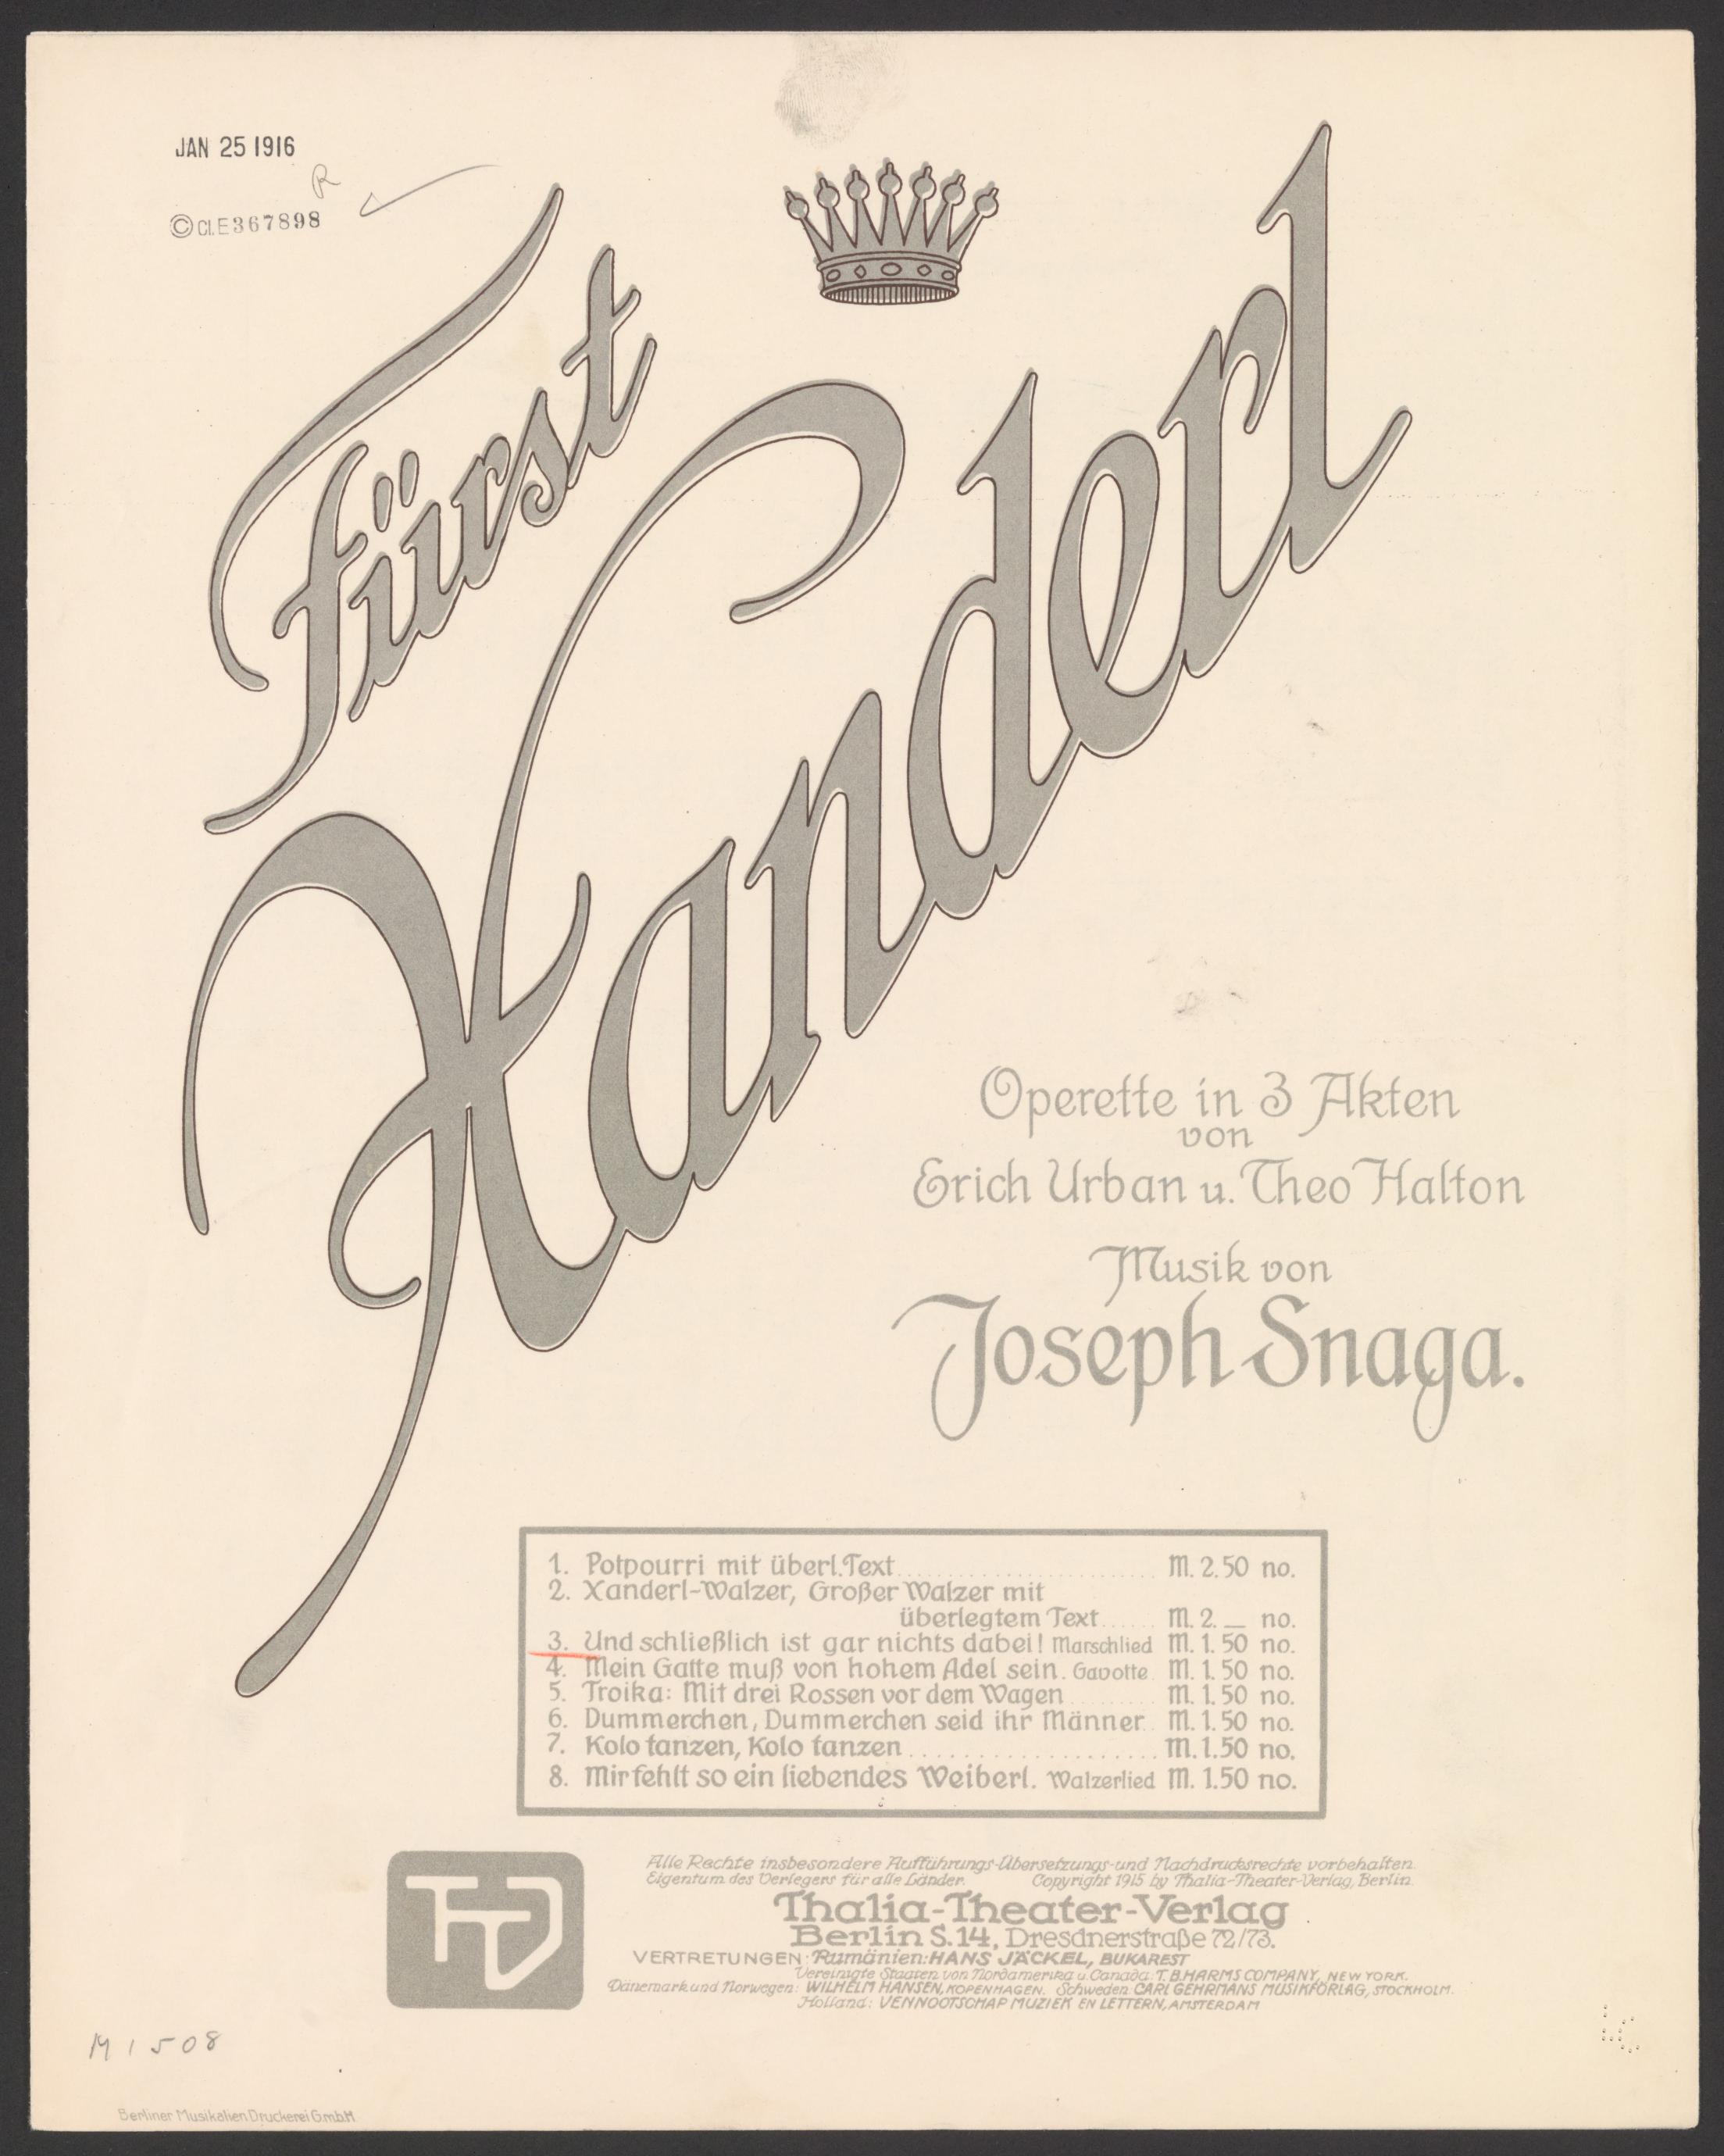 JAN 25 1916
R
© Cl.E367898
Fürst
Xanderl
Operette in 3 Akten
von
Erich Urban u. Theo Halton
Musik von
Joseph Snaga.
1. Potpourri mit überl. Text.......................... M. 2.50 no.
2. Xanderl-Walzer, Großer Walzer mit
überlegtem Text...... M. 2. — no.
3. Und schließlich ist gar nichts dabei! Marschlied M. 1.50 no.
4. Mein Gatte muß von hohem Adel sein. Gavotte. M. 1.50 no.
5. Troika: Mit drei Rossen vor dem Wagen ......... M. 1.50 no.
6. Dummerchen, Dummerchen seid ihr Männer.. M. 1.50 no.
7. Kolo tanzen, Kolo tanzen.................... M. 1.50 no.
8. Mir fehlt so ein liebendes Weiberl. Walzerlied M. 1.50 no.
TTV
Alle Rechte insbesondere Aufführungs-Übersetzungs-und Nachdrucksrechte vorbehalten.
Eigentum des Verlegers für alle Länder. Copyright 1915 by Thalia-Theater-Verlag, Berlin.
Thalia-Theater-Verlag
Berlin S.14, Dresdnerstraße 72/73.
VERTRETUNGEN: Rumänien: HANS JÄCKEL, BUKAREST
Vereinigte Staaten von Nordamerika u. Canada: T. B. HARMS COMPANY, NEW YORK.
Dänemark und Norwegen: WILHELM HANSEN, KOPENHAGEN. Schweden: CARL GEHRMANS MUSIKFÖRLAG, STOCKHOLM.
Holland: VENNOOTSCHAP MUZIEK EN LETTERN, AMSTERDAM
M 1508
Berliner Musikalien Druckerei G.m.b.H